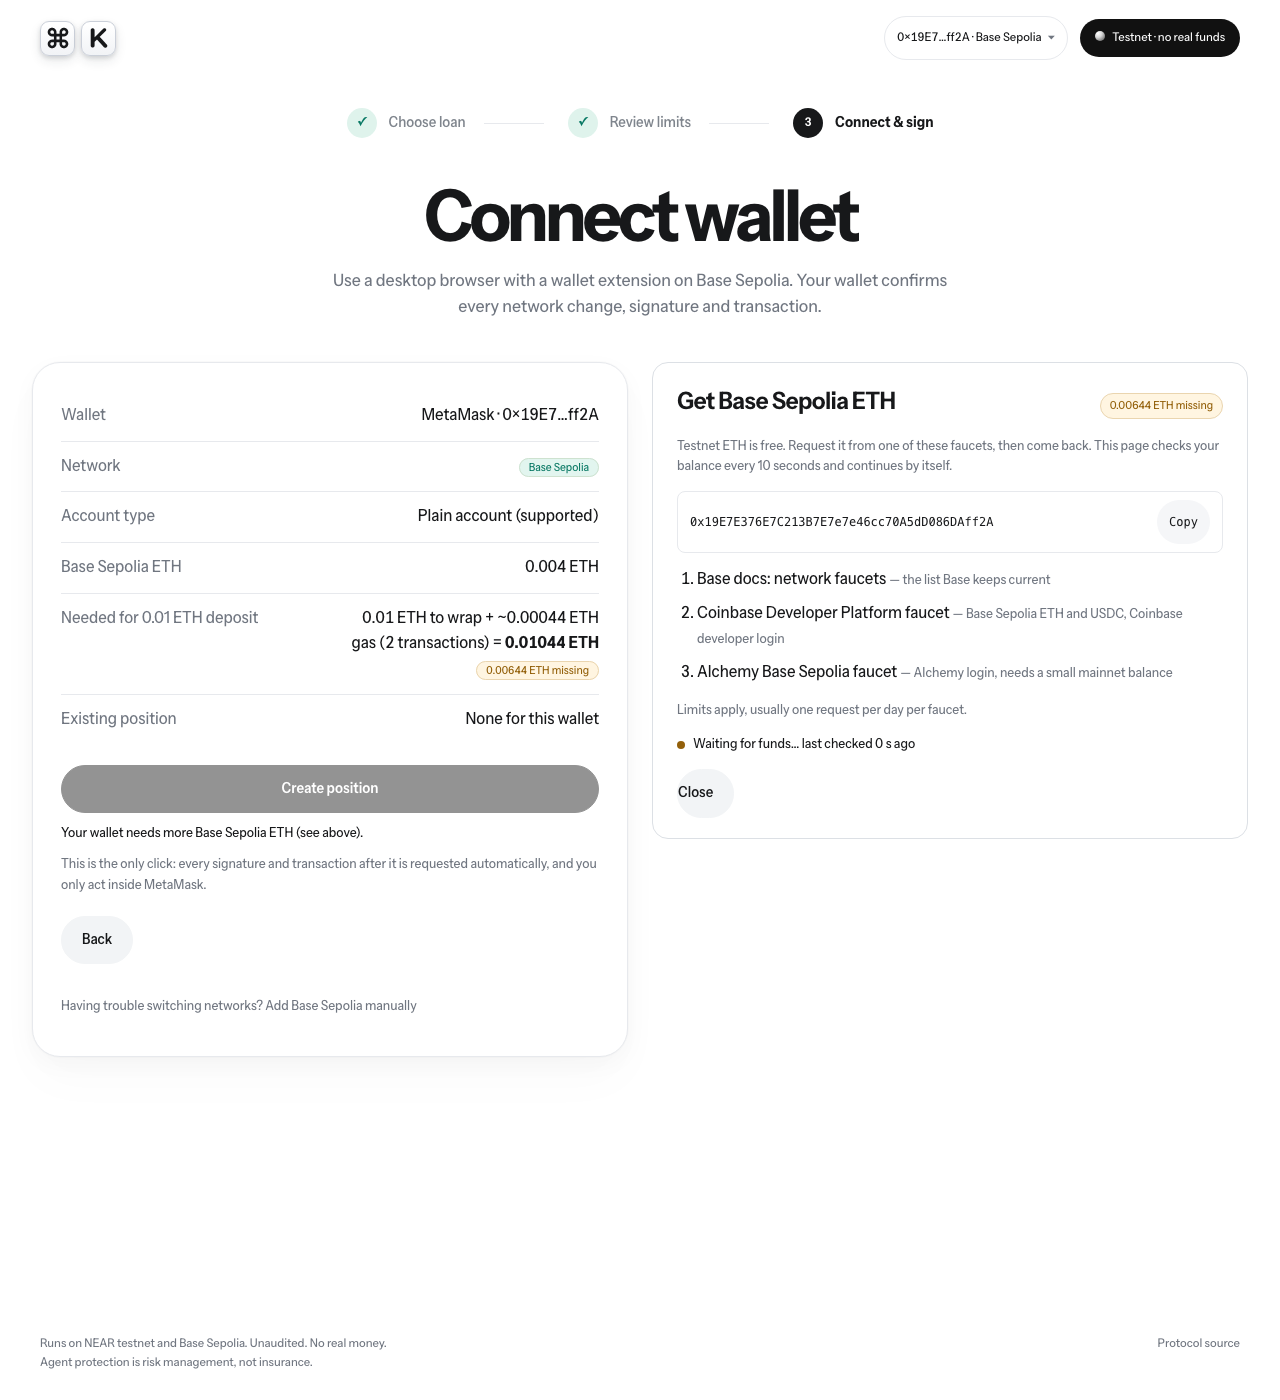 ⌘ K
0×19E7…ff2A · Base Sepolia
Testnet · no real funds
✓ Choose loan
✓ Review limits
3 Connect & sign
Connect wallet
Use a desktop browser with a wallet extension on Base Sepolia. Your wallet confirms
every network change, signature and transaction.
Wallet MetaMask · 0×19E7…ff2A
Network Base Sepolia
Account type Plain account (supported)
Base Sepolia ETH 0.004 ETH
Needed for 0.01 ETH deposit 0.01 ETH to wrap + ~0.00044 ETH
gas (2 transactions) = 0.01044 ETH
0.00644 ETH missing
Existing position None for this wallet
Create position
Your wallet needs more Base Sepolia ETH (see above).
This is the only click: every signature and transaction after it is requested automatically, and you
only act inside MetaMask.
Back
Having trouble switching networks? Add Base Sepolia manually
Get Base Sepolia ETH 0.00644 ETH missing
Testnet ETH is free. Request it from one of these faucets, then come back. This page checks your
balance every 10 seconds and continues by itself.
0x19E7E376E7C213B7E7e7e46cc70A5dD086DAff2A Copy
1. Base docs: network faucets — the list Base keeps current
2. Coinbase Developer Platform faucet — Base Sepolia ETH and USDC, Coinbase
developer login
3. Alchemy Base Sepolia faucet — Alchemy login, needs a small mainnet balance
Limits apply, usually one request per day per faucet.
Waiting for funds… last checked 0 s ago
Close
Runs on NEAR testnet and Base Sepolia. Unaudited. No real money.
Agent protection is risk management, not insurance.
Protocol source